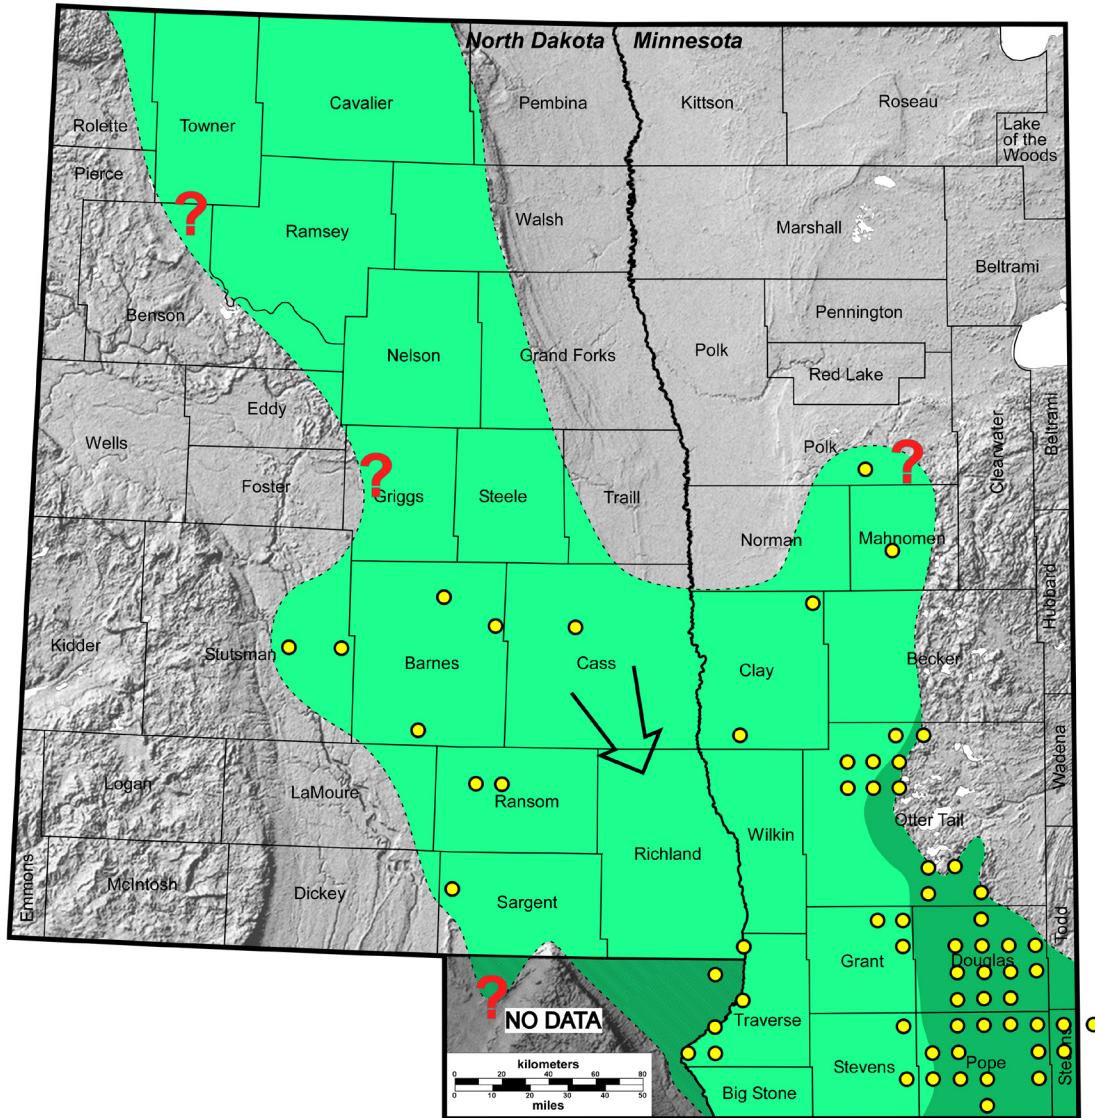 North Dakota Minnesota
Cavalier
Pembina
Kittson
Roseau
Rolette
Towner
Lake
of the
Woods
Pierce
?
Ramsey
Walsh
Marshall
Beltrami
Benson
Pennington
Nelson
Grand Forks
Polk
Red Lake
Eddy
Wells
Polk
?
Clearwater
Beltrami
?
Foster
Griggs
Steele
Traill
Norman
Mahnomen
Hubbard
Kidder
Stutsman
Barnes
Cass
Clay
Becker
Logan
LaMoure
Ransom
Wilkin
Otter Tail
Wadena
Emmons
McIntosh
Dickey
Sargent
Richland
Todd
Grant
Douglas
?
NO DATA
Traverse
Stevens
Pope
Stearns
Big Stone
kilometers
0 20 40 60 80
0 10 20 30 40 50
miles